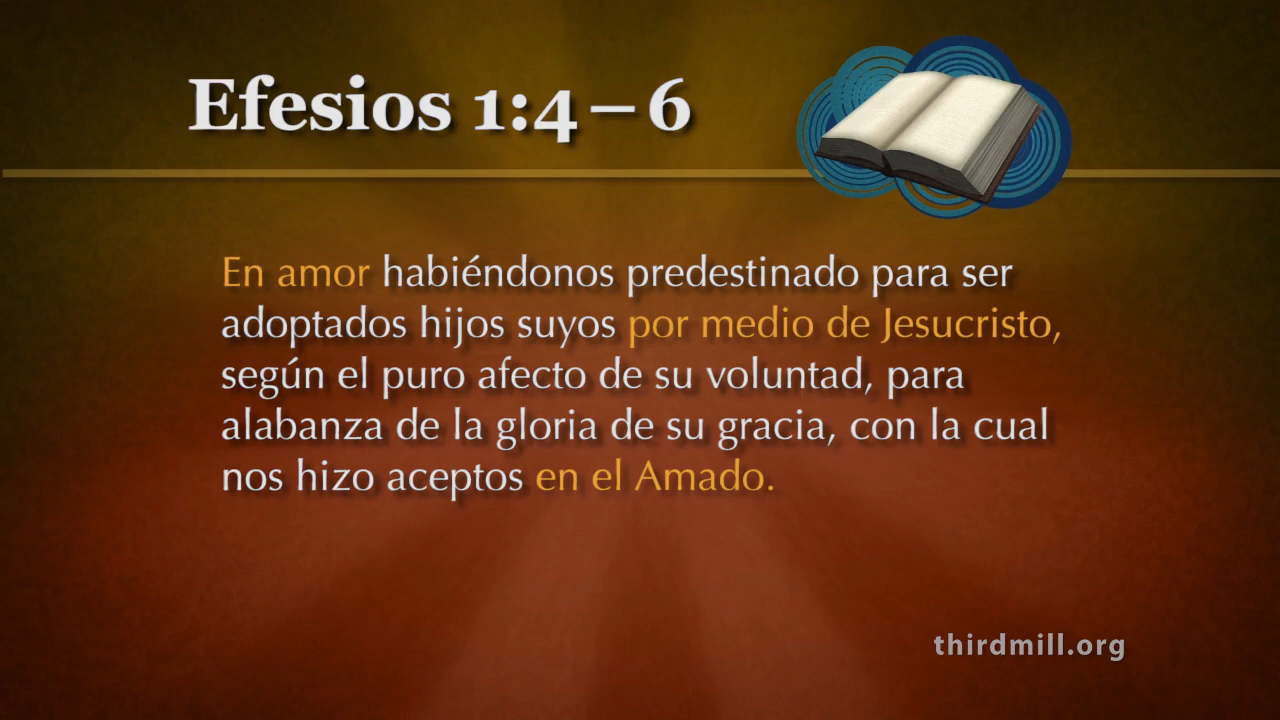 Efesios 1:4 – 6
En amor habiéndonos predestinado para ser
adoptados hijos suyos por medio de Jesucristo,
según el puro afecto de su voluntad, para
alabanza de la gloria de su gracia, con la cual
nos hizo aceptos en el Amado.
thirdmill.org